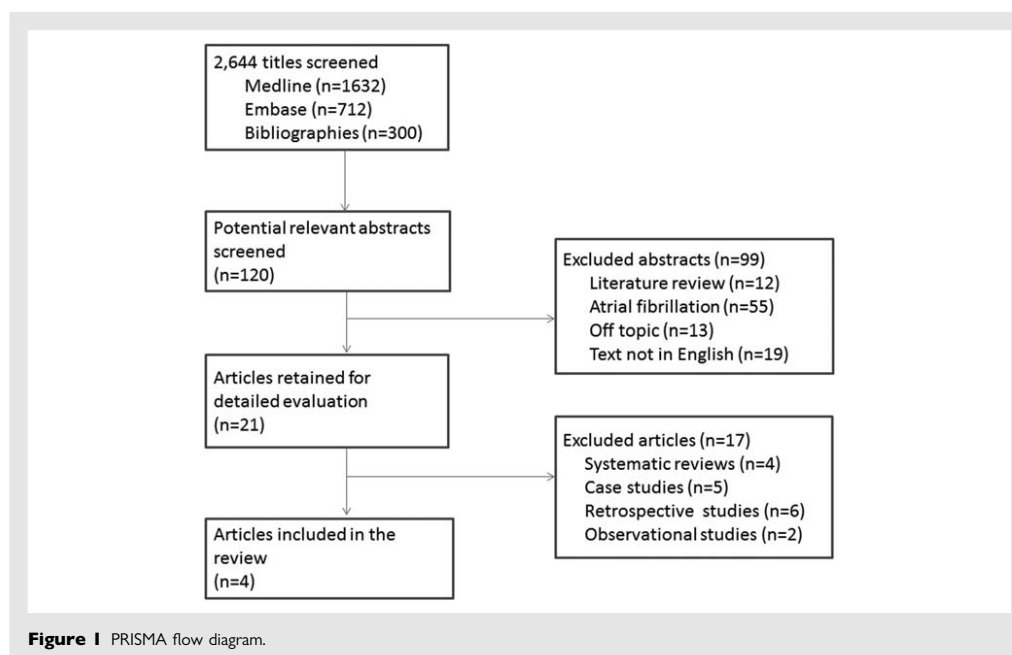 2,644 titles screened
Medline (n=1632)
Embase (n=712)
Bibliographies (n=300)
Potential relevant abstracts
screened
(n=120)
Excluded abstracts (n=99)
Literature review (n=12)
Atrial fibrillation (n=55)
Off topic (n=13)
Text not in English (n=19)
Articles retained for
detailed evaluation
(n=21)
Excluded articles (n=17)
Systematic reviews (n=4)
Case studies (n=5)
Retrospective studies (n=6)
Observational studies (n=2)
Articles included in the
review
(n=4)
Figure 1 PRISMA flow diagram.